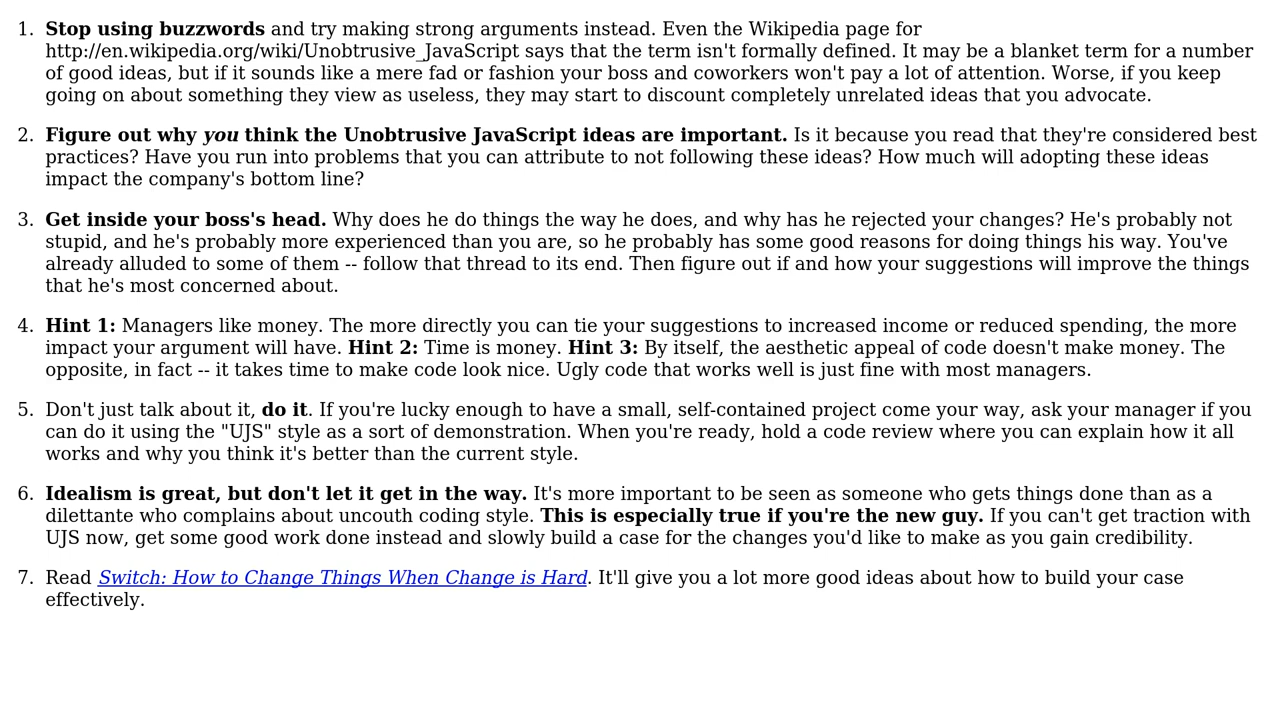 1. Stop using buzzwords and try making strong arguments instead. Even the Wikipedia page for
http://en.wikipedia.org/wiki/Unobtrusive_JavaScript says that the term isn't formally defined. It may be a blanket term for a number
of good ideas, but if it sounds like a mere fad or fashion your boss and coworkers won't pay a lot of attention. Worse, if you keep
going on about something they view as useless, they may start to discount completely unrelated ideas that you advocate.
2. Figure out why you think the Unobtrusive JavaScript ideas are important. Is it because you read that they're considered best
practices? Have you run into problems that you can attribute to not following these ideas? How much will adopting these ideas
impact the company's bottom line?
3. Get inside your boss's head. Why does he do things the way he does, and why has he rejected your changes? He's probably not
stupid, and he's probably more experienced than you are, so he probably has some good reasons for doing things his way. You've
already alluded to some of them -- follow that thread to its end. Then figure out if and how your suggestions will improve the things
that he's most concerned about.
4. Hint 1: Managers like money. The more directly you can tie your suggestions to increased income or reduced spending, the more
impact your argument will have. Hint 2: Time is money. Hint 3: By itself, the aesthetic appeal of code doesn't make money. The
opposite, in fact -- it takes time to make code look nice. Ugly code that works well is just fine with most managers.
5. Don't just talk about it, do it. If you're lucky enough to have a small, self-contained project come your way, ask your manager if you
can do it using the "UJS" style as a sort of demonstration. When you're ready, hold a code review where you can explain how it all
works and why you think it's better than the current style.
6. Idealism is great, but don't let it get in the way. It's more important to be seen as someone who gets things done than as a
dilettante who complains about uncouth coding style. This is especially true if you're the new guy. If you can't get traction with
UJS now, get some good work done instead and slowly build a case for the changes you'd like to make as you gain credibility.
7. Read Switch: How to Change Things When Change is Hard. It'll give you a lot more good ideas about how to build your case
effectively.